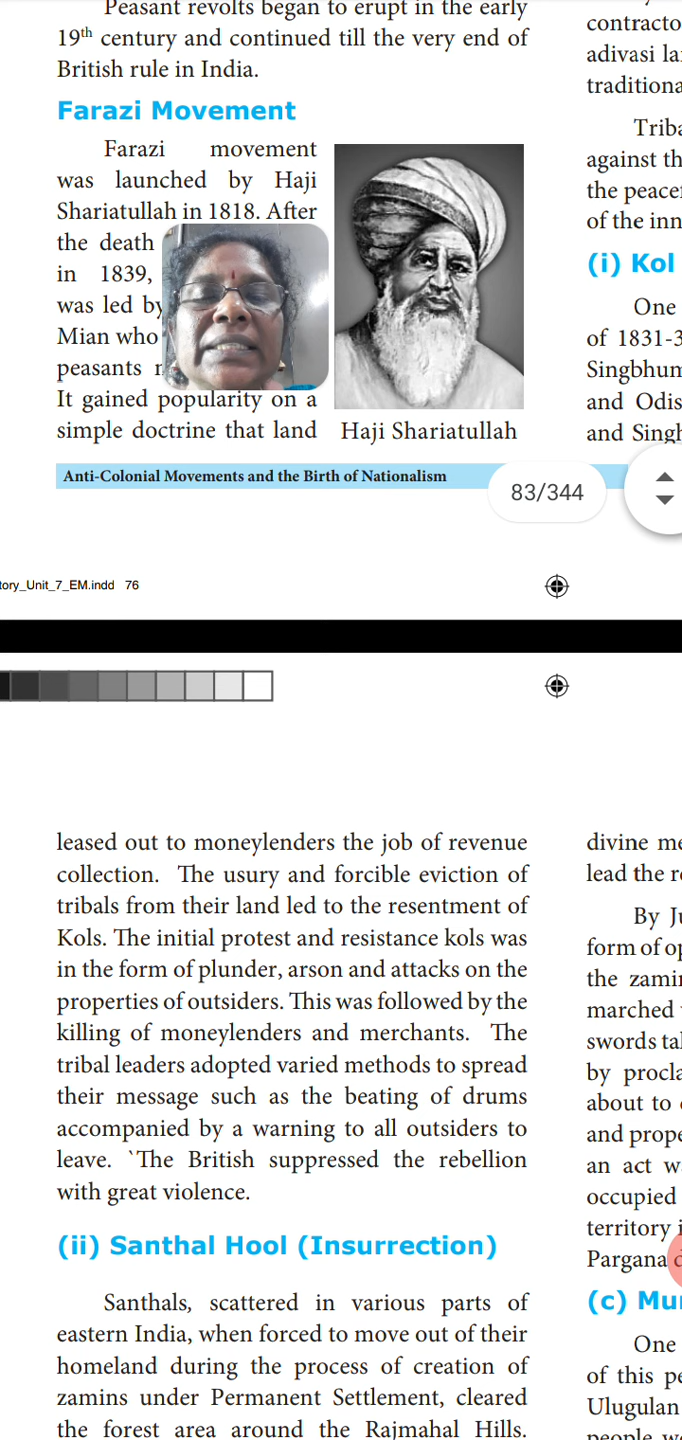 Peasant revolts began to erupt in the early
19th century and continued till the very end of
British rule in India.
Farazi Movement
Farazi movement
was launched by Haji
Shariatullah in 1818. After
the death
in 1839,
was led by
Mian who
peasants
It gained popularity on a
simple doctrine that land
Haji Shariatullah
Anti-Colonial Movements and the Birth of Nationalism
83/344
tory_Unit_7_EM.indd 76
contracto
adivasi la
traditiona
Triba
against th
the peacef
of the inn
(i) Kol
One
of 1831-3
Singbhum
and Odis
and Singh
leased out to moneylenders the job of revenue
collection. The usury and forcible eviction of
tribals from their land led to the resentment of
Kols. The initial protest and resistance kols was
in the form of plunder, arson and attacks on the
properties of outsiders. This was followed by the
killing of moneylenders and merchants. The
tribal leaders adopted varied methods to spread
their message such as the beating of drums
accompanied by a warning to all outsiders to
leave. `The British suppressed the rebellion
with great violence.
(ii) Santhal Hool (Insurrection)
Santhals, scattered in various parts of
eastern India, when forced to move out of their
homeland during the process of creation of
zamins under Permanent Settlement, cleared
the forest area around the Rajmahal Hills.
divine me
lead the re
By Ju
form of op
the zamin
marched
swords tal
by procla
about to
and prope
an act w
occupied
territory i
Pargana d
(c) Mu
One
of this pe
Ulugulan
people w